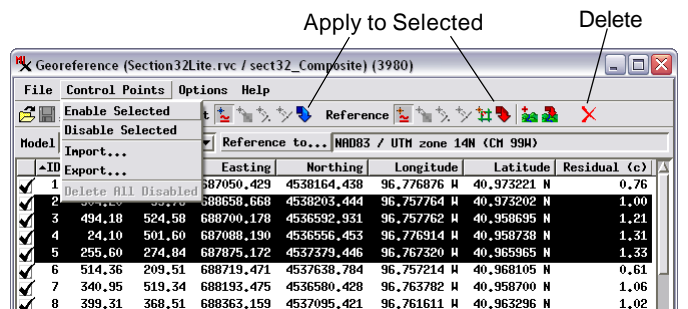 Apply to Selected
Delete
Georeference (Section32Lite.rvc / sect32_Composite) (3980)
File Control Points Options Help
Enable Selected
Disable Selected
Import...
Export...
Delete All Disabled
Reference
Model Reference to... NAD83 / UTM zone 14N (CM 99W)
ID Easting Northing Longitude Latitude Residual (c)
1 687050.429 4538164.438 96.776876 W 40.973221 N 0.76
2 688658.668 4538203.444 96.757764 W 40.973202 N 1.00
3 494.18 524.58 688700.178 4536592.931 96.757762 W 40.958695 N 1.21
4 24.10 501.60 687088.190 4536556.453 96.776914 W 40.958738 N 1.31
5 255.60 274.84 687875.172 4537379.446 96.767320 W 40.965965 N 1.33
6 514.36 209.51 688719.471 4537638.784 96.757214 W 40.968105 N 0.61
7 340.95 519.34 688193.475 4536580.428 96.763782 W 40.958700 N 1.06
8 399.31 368.51 688363.159 4537095.421 96.761611 W 40.963296 N 1.02